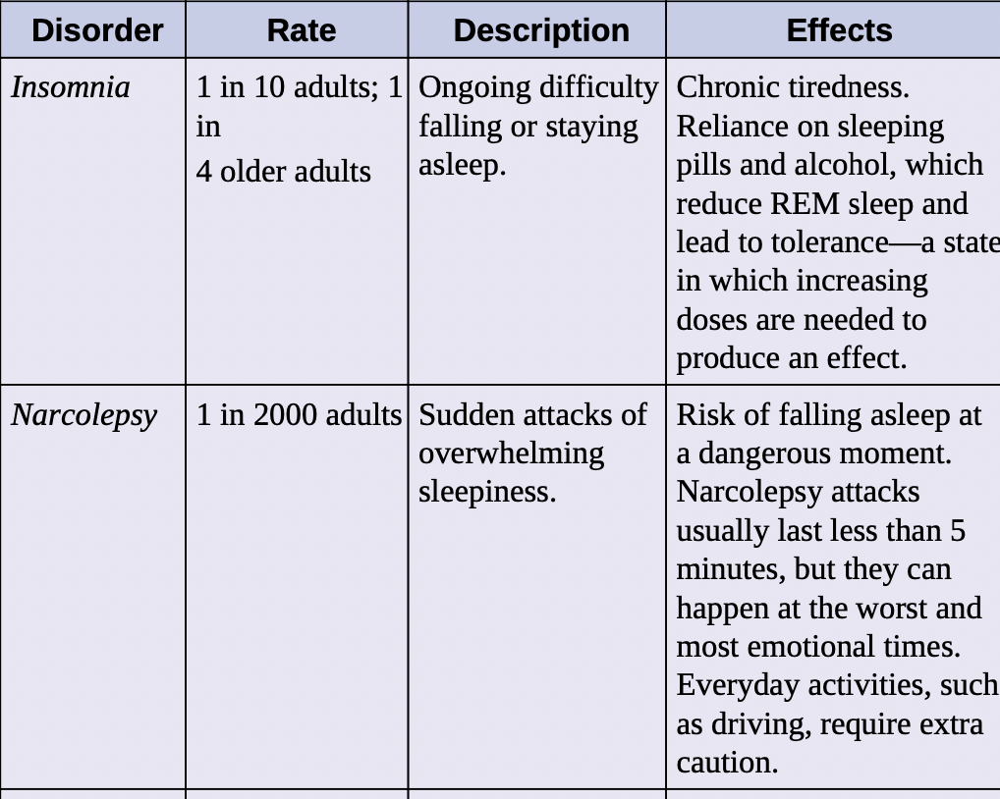 Disorder
Rate
Description
Effects
Insomnia
1 in 10 adults; 1
in
4 older adults
Ongoing difficulty
falling or staying
asleep.
Chronic tiredness.
Reliance on sleeping
pills and alcohol, which
reduce REM sleep and
lead to tolerance—a state
in which increasing
doses are needed to
produce an effect.
Narcolepsy
1 in 2000 adults
Sudden attacks of
overwhelming
sleepiness.
Risk of falling asleep at
a dangerous moment.
Narcolepsy attacks
usually last less than 5
minutes, but they can
happen at the worst and
most emotional times.
Everyday activities, such
as driving, require extra
caution.